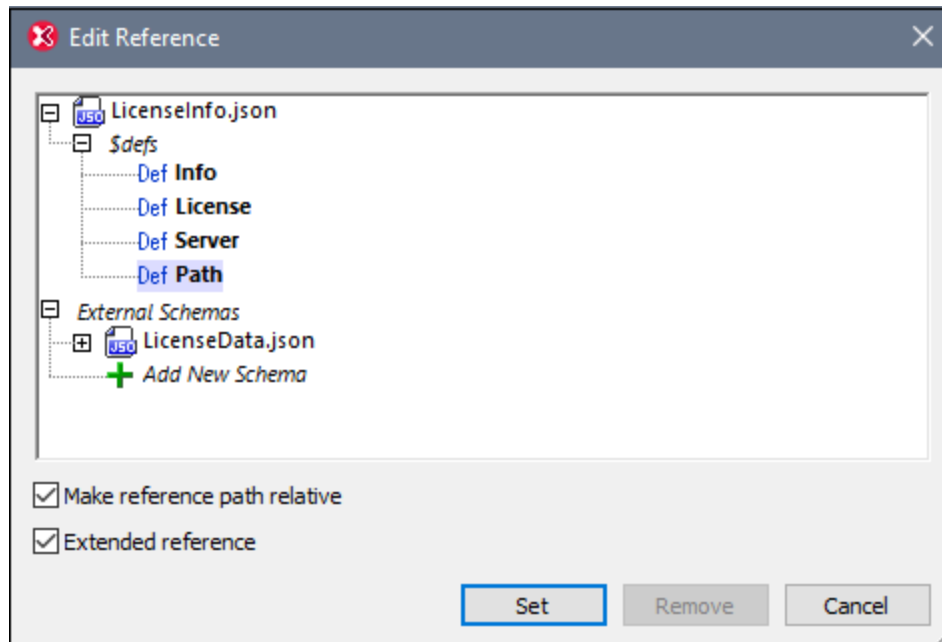 Edit Reference
LicenseInfo.json
$defs
Def Info
Def License
Def Server
Def Path
External Schemas
LicenseData.json
Add New Schema
Make reference path relative
Extended reference
Set Remove Cancel